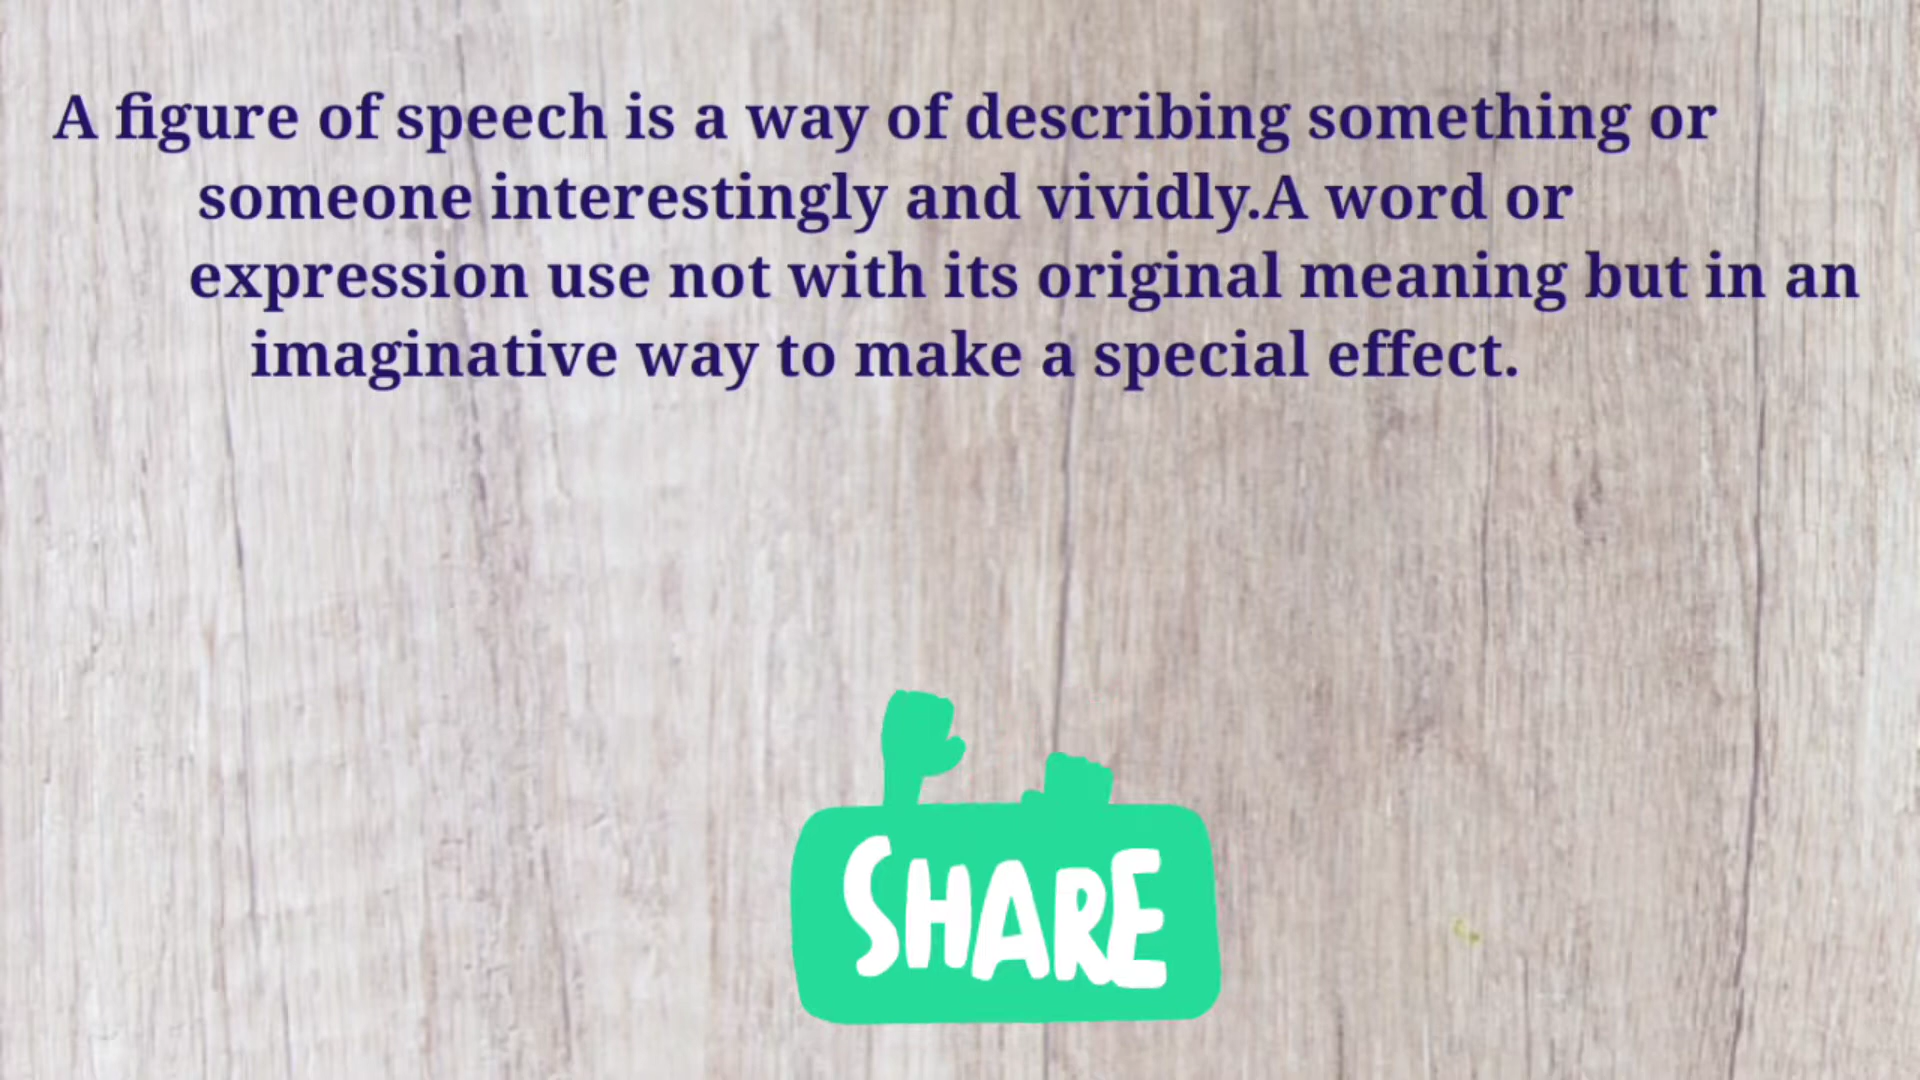 A figure of speech is a way of describing something or
someone interestingly and vividly.A word or
expression use not with its original meaning but in an
imaginative way to make a special effect.
SHARE